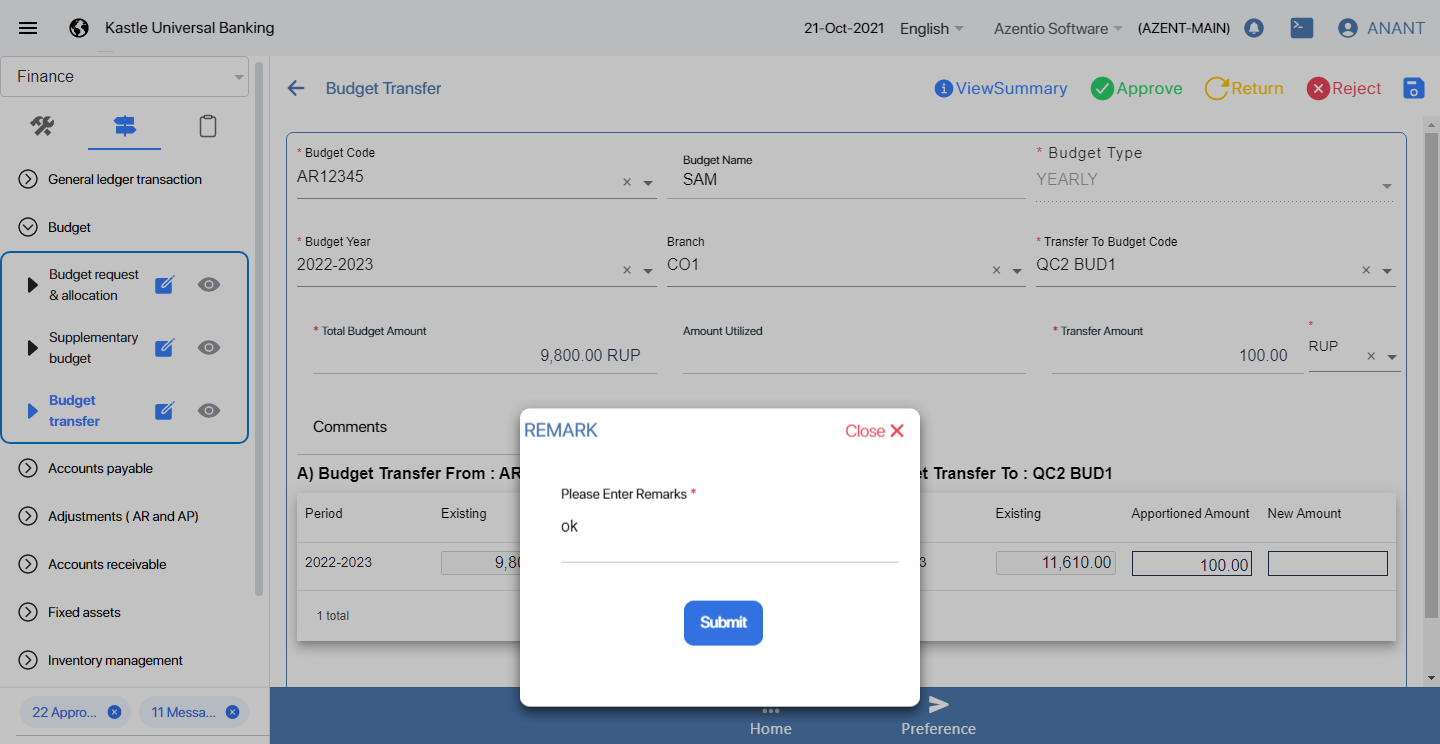 Kastle Universal Banking
21-Oct-2021
English
Azentio Software
(AZENT-MAIN)
ANANT
Finance
General ledger transaction
Budget
Budget request
& allocation
Supplementary
budget
Budget
transfer
Accounts payable
Adjustments ( AR and AP)
Accounts receivable
Fixed assets
Inventory management
22 Appro...
11 Messa...
Budget Transfer
ViewSummary
Approve
Return
Reject
* Budget Code
AR12345
Budget Name
SAM
* Budget Type
YEARLY
* Budget Year
2022-2023
Branch
CO1
* Transfer To Budget Code
QC2 BUD1
* Total Budget Amount
9,800.00 RUP
Amount Utilized
* Transfer Amount
100.00
*
RUP
Comments
A) Budget Transfer From : AR
Transfer To : QC2 BUD1
Period
Existing
Existing
Apportioned Amount
New Amount
2022-2023
9,80
3
11,610.00
100.00
1 total
REMARK
Close
Please Enter Remarks *
ok
Submit
Home
Preference